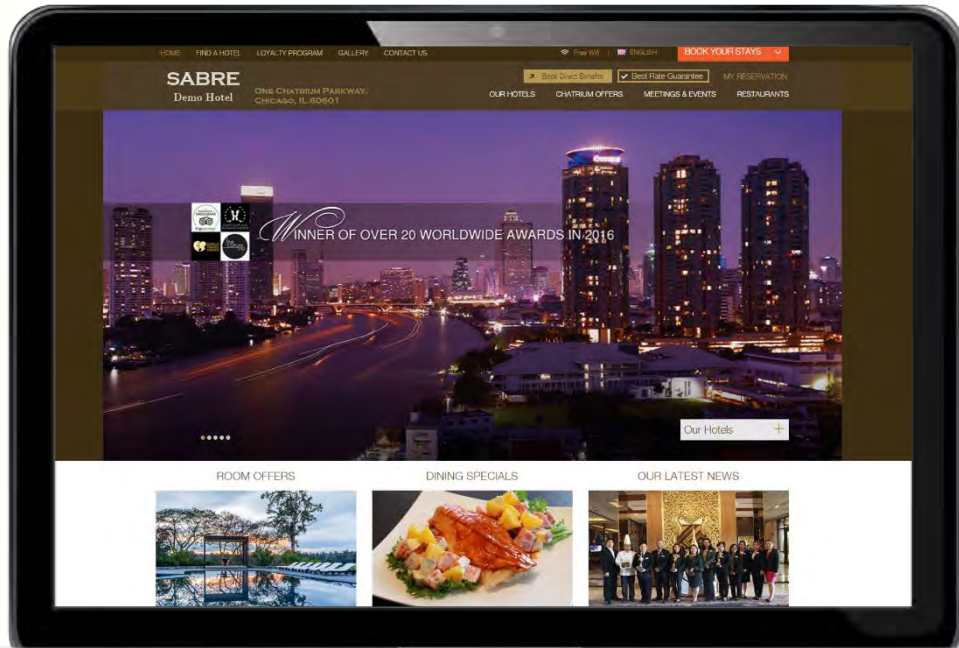 HOME FIND A HOTEL LOYALTY PROGRAM GALLERY CONTACT US Free Wifi | ENGLISH BOOK YOUR STAYS
Book Direct Benefits Best Rate Guarantee MY RESERVATION
SABRE
Demo Hotel
ONE CHATRIUM PARKWAY.
CHICAGO, IL 60601
OUR HOTELS CHATRIUM OFFERS MEETINGS & EVENTS RESTAURANTS
WINNER OF OVER 20 WORLDWIDE AWARDS IN 2016
Our Hotels +
ROOM OFFERS DINING SPECIALS OUR LATEST NEWS